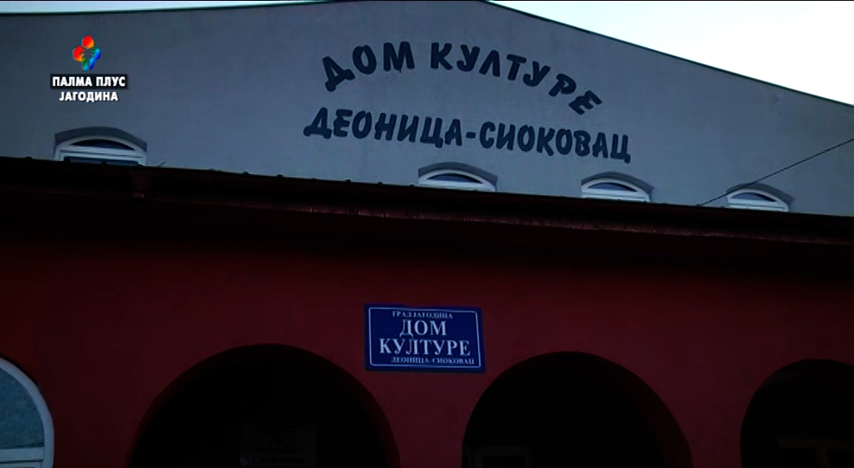 ПАЛМА ПЛУС
ЈАГОДИНА
ДОМ КУЛТУРЕ
ДЕОНИЦА-СИОКОВАЦ
ГРАД ЈАГОДИНА
ДОМ
КУЛТУРЕ
ДЕОНИЦА-СИОКОВАЦ